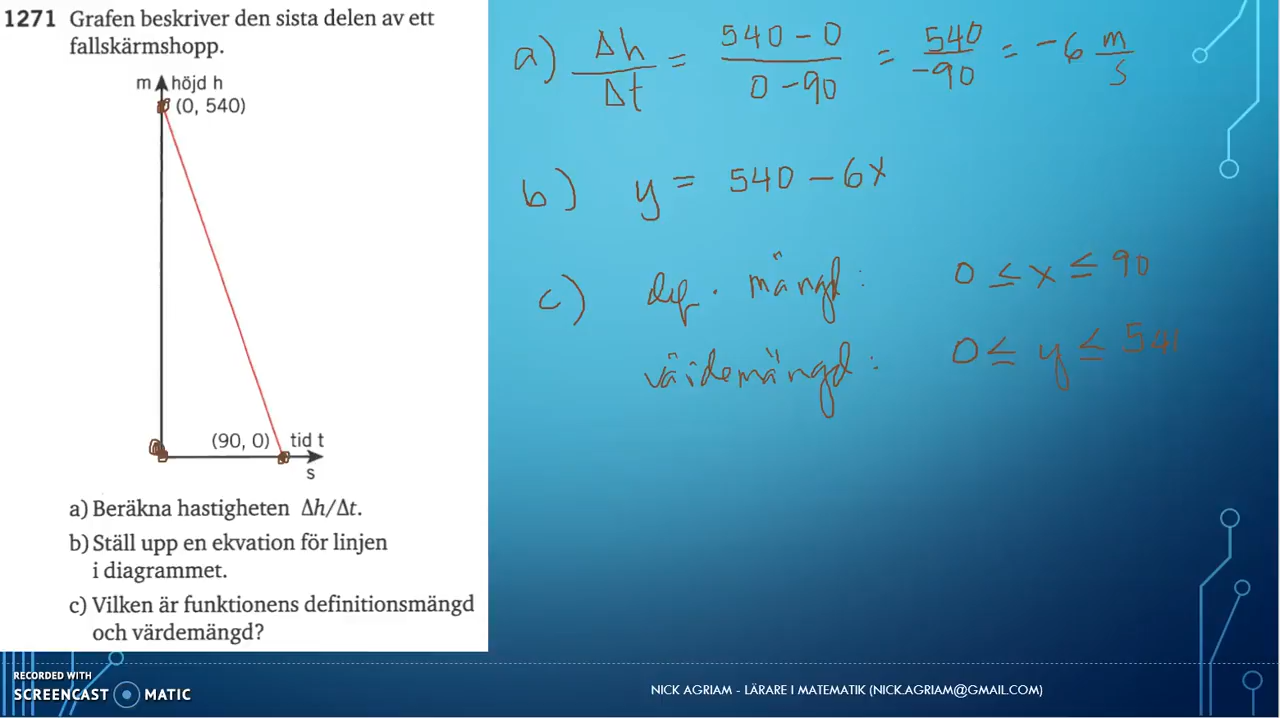 1271 Grafen beskriver den sista delen av ett
fallskärmshopp.
m höjd h
(0, 540)
(90, 0) tid t
s
a) Beräkna hastigheten Δh/Δt.
b) Ställ upp en ekvation för linjen
i diagrammet.
c) Vilken är funktionens definitionsmängd
och värdemängd?
a) Δh/Δt = (540 - 0)/(0 - 90) = 540/-90 = -6 m/s
b) y = 540 - 6x
c) def. mängd: 0 ≤ x ≤ 90
värdemängd: 0 ≤ y ≤ 540
RECORDED WITH
SCREENCAST MATIC
NICK AGRIAM - LÄRARE I MATEMATIK (NICK.AGRIAM@GMAIL.COM)